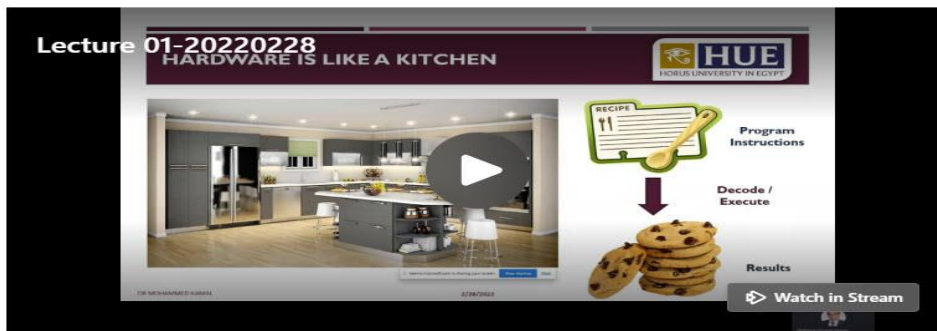 Lecture 01-20220228
HARDWARE IS LIKE A KITCHEN
HUE
HORUS UNIVERSITY IN EGYPT
RECIPE
Program
Instructions
Decode /
Execute
Results
DR MOHAMMED
2/28/2022
Watch in Stream